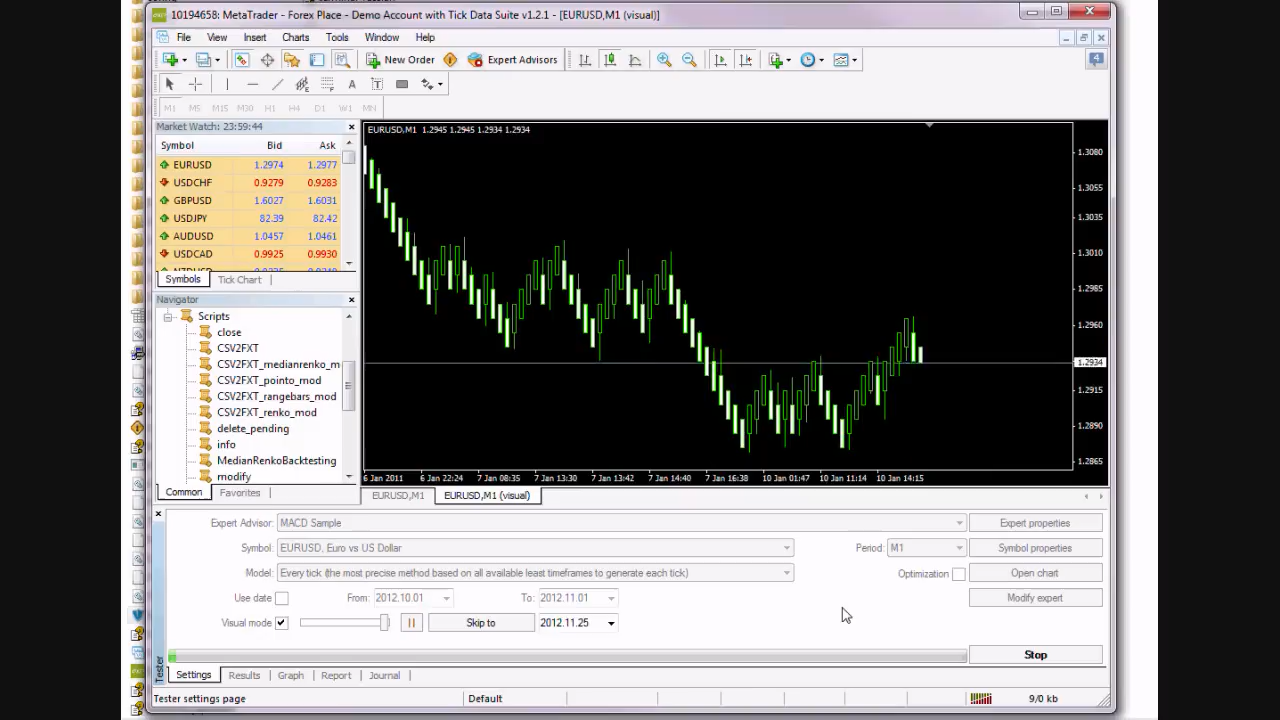 10194658: MetaTrader - Forex Place - Demo Account with Tick Data Suite v1.2.1 - [EURUSD,M1 (visual)]
File View Insert Charts Tools Window Help
New Order Expert Advisors 4
A T
M1 M5 M15 M30 H1 H4 D1 W1 MN
Market Watch: 23:59:44
Symbol Bid Ask
EURUSD 1.2974 1.2977
USDCHF 0.9279 0.9283
GBPUSD 1.6027 1.6031
USDJPY 82.39 82.42
AUDUSD 1.0457 1.0461
USDCAD 0.9925 0.9930
Symbols Tick Chart
Navigator
Scripts
close
CSV2FXT
CSV2FXT_medianrenko_m
CSV2FXT_pointo_mod
CSV2FXT_rangebars_mod
CSV2FXT_renko_mod
delete_pending
info
MedianRenkoBacktesting
modify
Common Favorites
EURUSD,M1 1.2945 1.2945 1.2934 1.2934
1.3080
1.3055
1.3035
1.3010
1.2985
1.2960
1.2934
1.2915
1.2890
1.2865
6 Jan 2011 6 Jan 22:24 7 Jan 08:35 7 Jan 13:30 7 Jan 13:42 7 Jan 14:40 7 Jan 16:38 10 Jan 01:47 10 Jan 11:14 10 Jan 14:15
EURUSD,M1 EURUSD,M1 (visual)
Expert Advisor: MACD Sample Expert properties
Symbol: EURUSD, Euro vs US Dollar Period: M1 Symbol properties
Model: Every tick (the most precise method based on all available least timeframes to generate each tick) Optimization Open chart
Use date From: 2012.10.01 To: 2012.11.01 Modify expert
Visual mode Skip to 2012.11.25
Stop
Tester
Settings Results Graph Report Journal
Tester settings page Default 9/0 kb